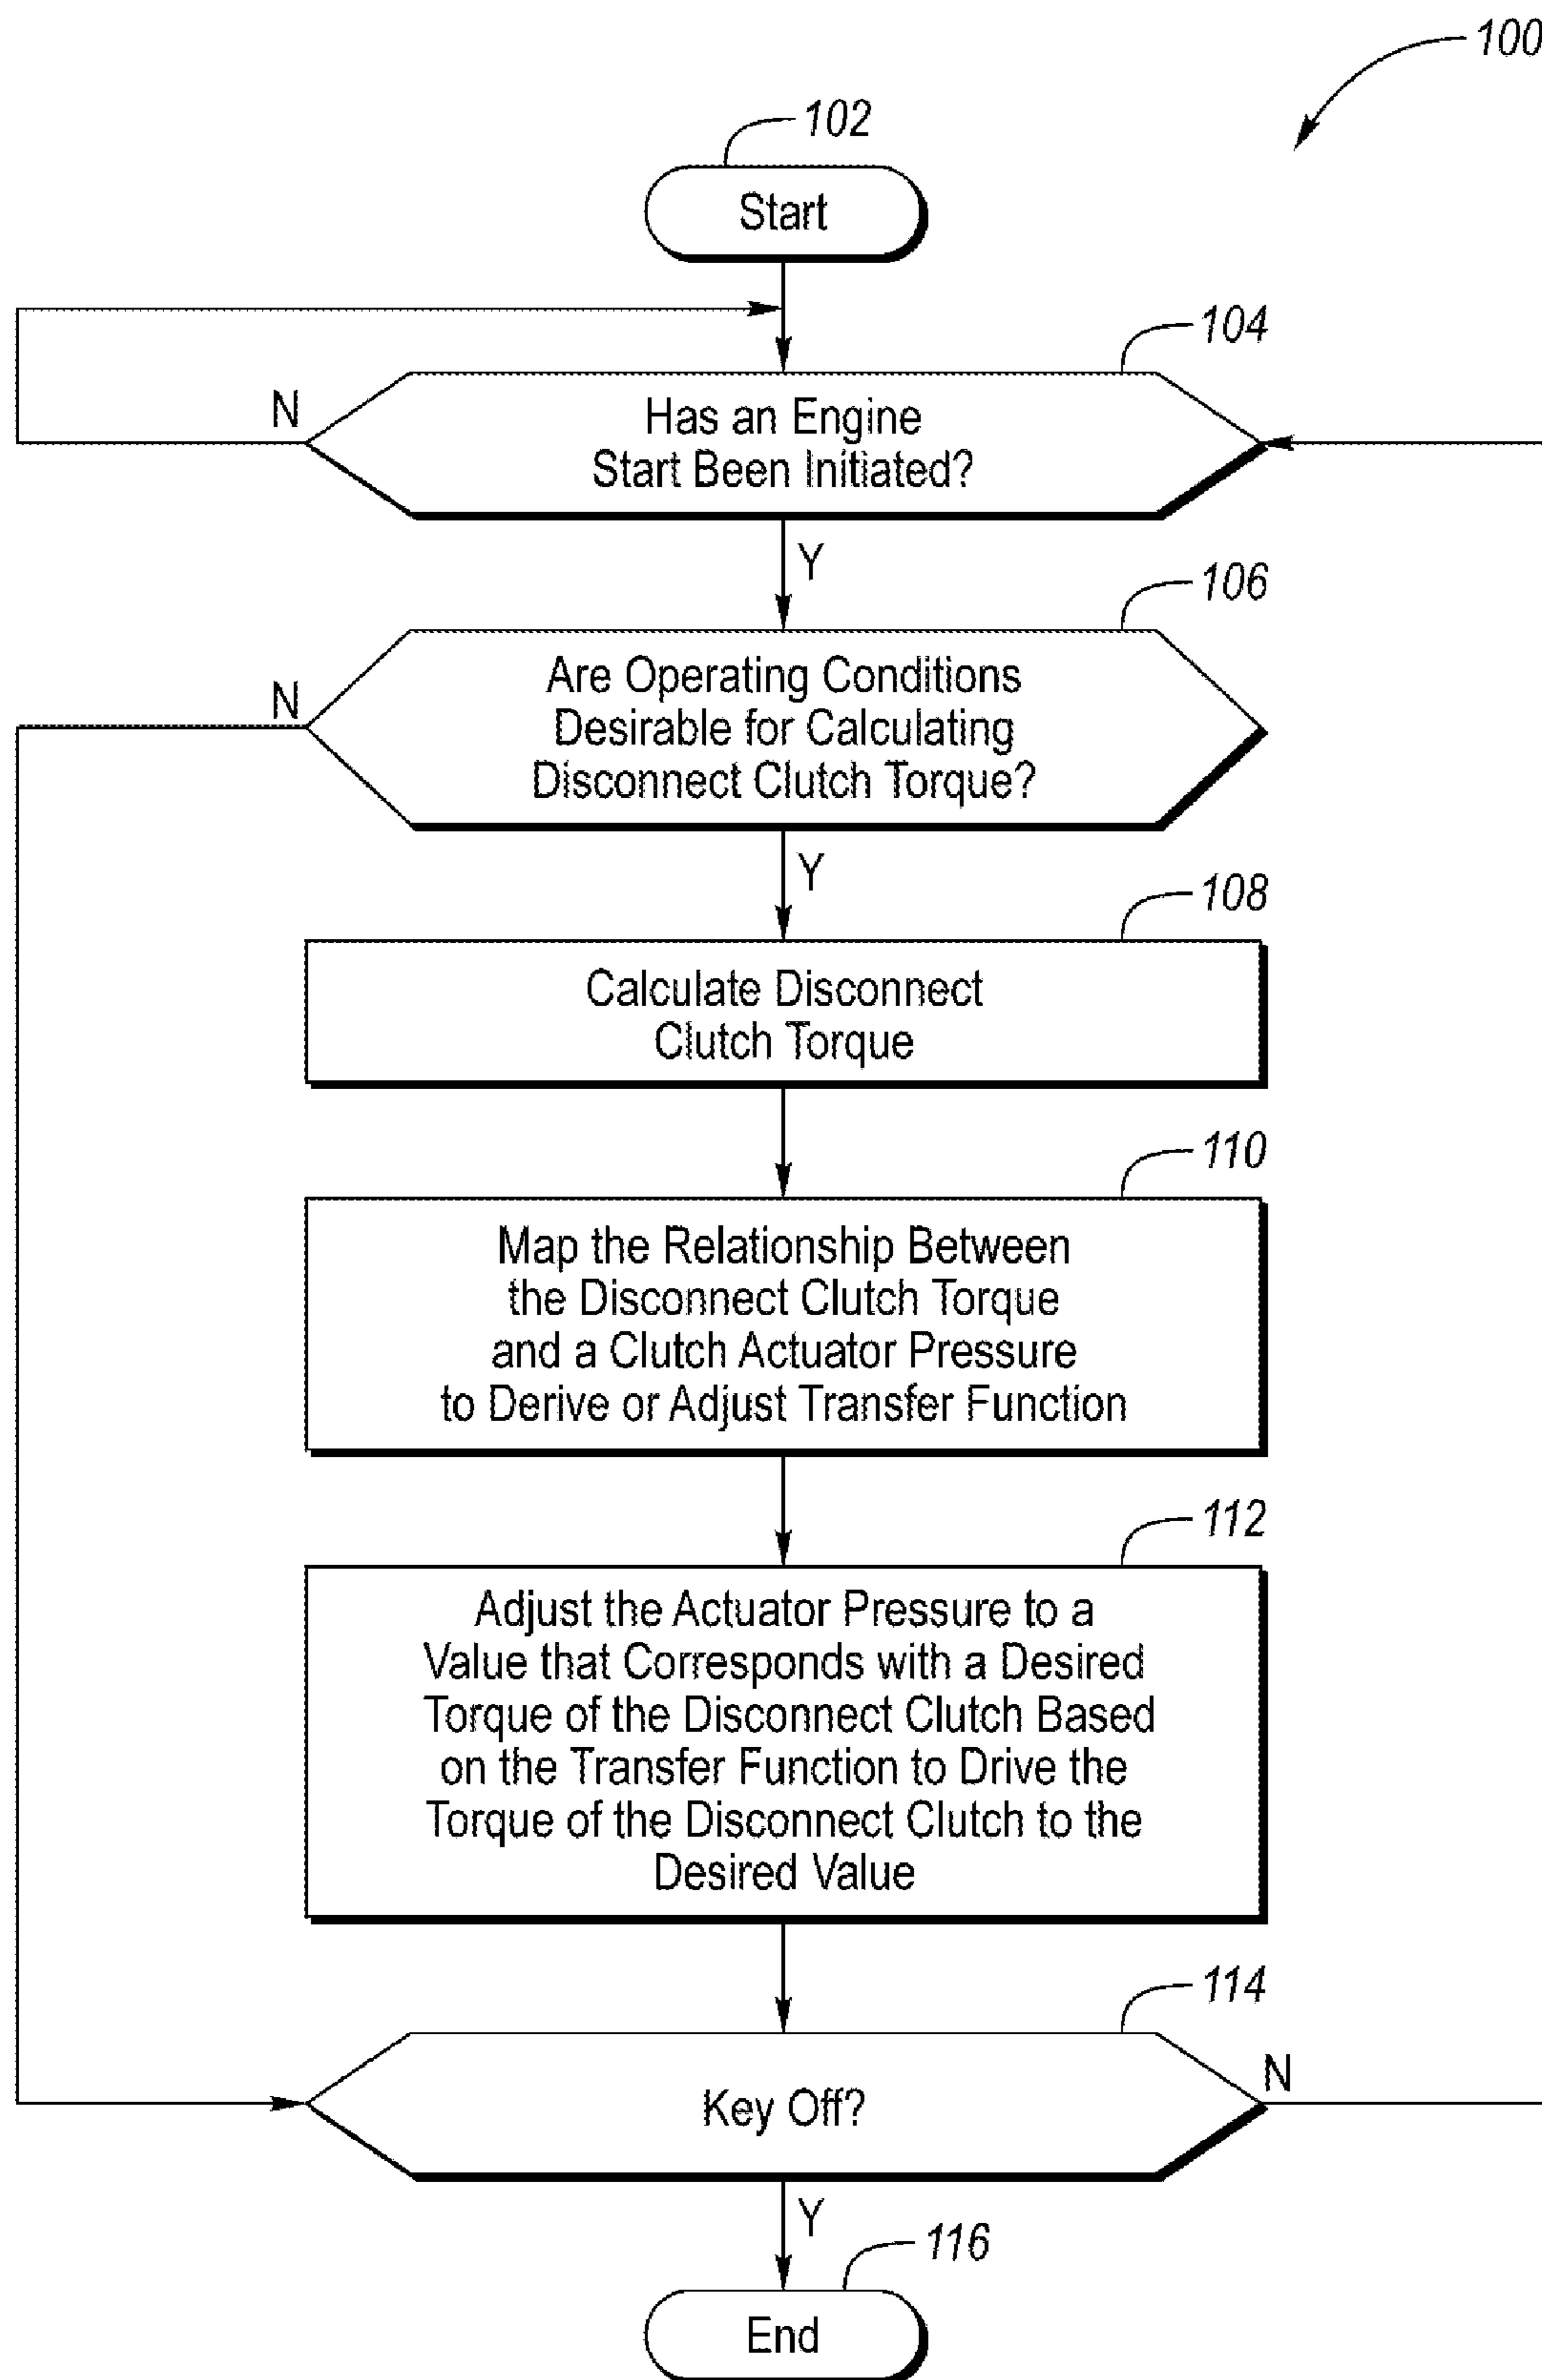 100
102
Start
104
N
Has an Engine
Start Been Initiated?
Y
106
N
Are Operating Conditions
Desirable for Calculating
Disconnect Clutch Torque?
Y
108
Calculate Disconnect
Clutch Torque
110
Map the Relationship Between
the Disconnect Clutch Torque
and a Clutch Actuator Pressure
to Derive or Adjust Transfer Function
112
Adjust the Actuator Pressure to a
Value that Corresponds with a Desired
Torque of the Disconnect Clutch Based
on the Transfer Function to Drive the
Torque of the Disconnect Clutch to the
Desired Value
114
Key Off?
N
Y
116
End